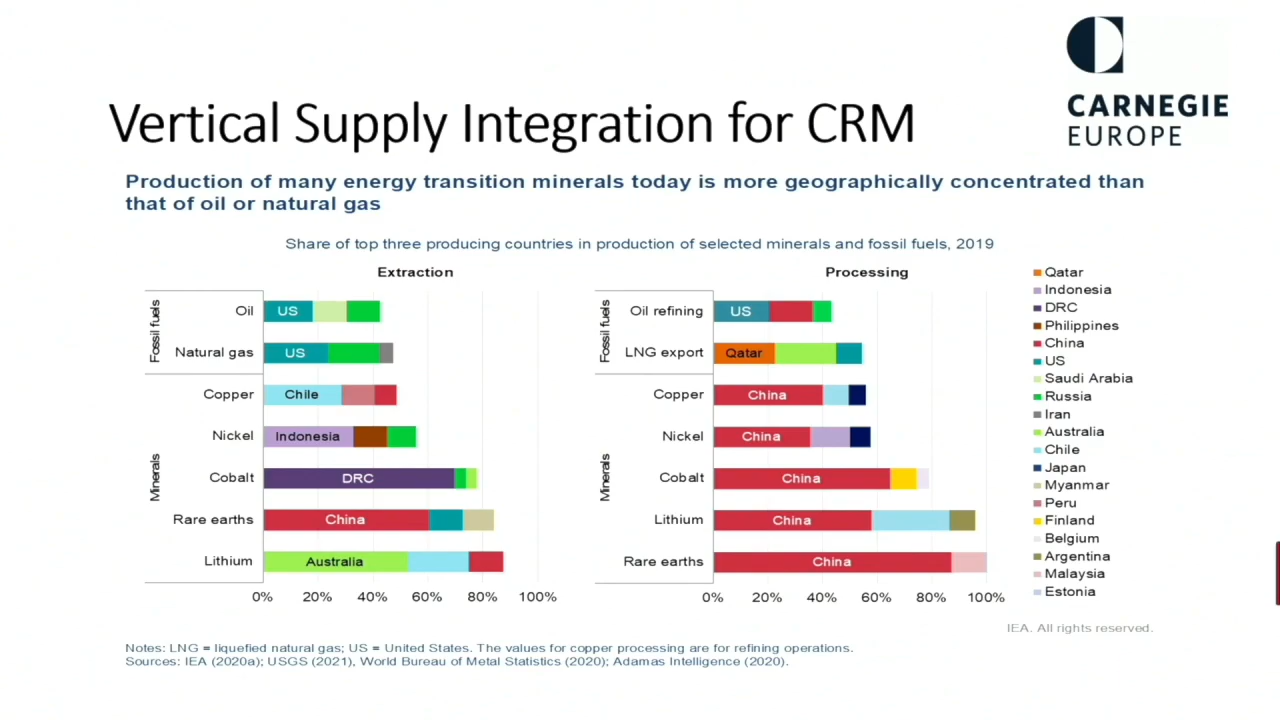 CARNEGIE
EUROPE
Vertical Supply Integration for CRM
Production of many energy transition minerals today is more geographically concentrated than
that of oil or natural gas
Share of top three producing countries in production of selected minerals and fossil fuels, 2019
Extraction
Fossil fuels
Oil
US
Natural gas
US
Minerals
Copper
Chile
Nickel
Indonesia
Cobalt
DRC
Rare earths
China
Lithium
Australia
0% 20% 40% 60% 80% 100%
Processing
Fossil fuels
Oil refining
US
LNG export
Qatar
Minerals
Copper
China
Nickel
China
Cobalt
China
Lithium
China
Rare earths
China
0% 20% 40% 60% 80% 100%
Qatar
Indonesia
DRC
Philippines
China
US
Saudi Arabia
Russia
Iran
Australia
Chile
Japan
Myanmar
Peru
Finland
Belgium
Argentina
Malaysia
Estonia
IEA. All rights reserved.
Notes: LNG = liquefied natural gas; US = United States. The values for copper processing are for refining operations.
Sources: IEA (2020a); USGS (2021), World Bureau of Metal Statistics (2020); Adamas Intelligence (2020).